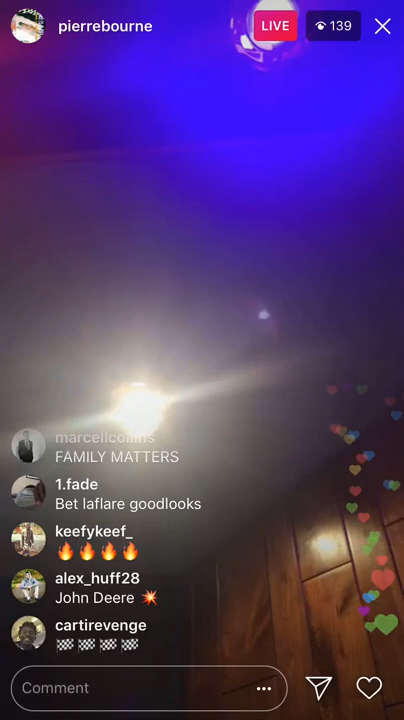 pierrebourne
LIVE
139
marcellcollins
FAMILY MATTERS
1.fade
Bet laflare goodlooks
keefykeef_
🔥🔥🔥🔥
alex_huff28
John Deere 💥
cartirevenge
🏁🏁🏁🏁
Comment